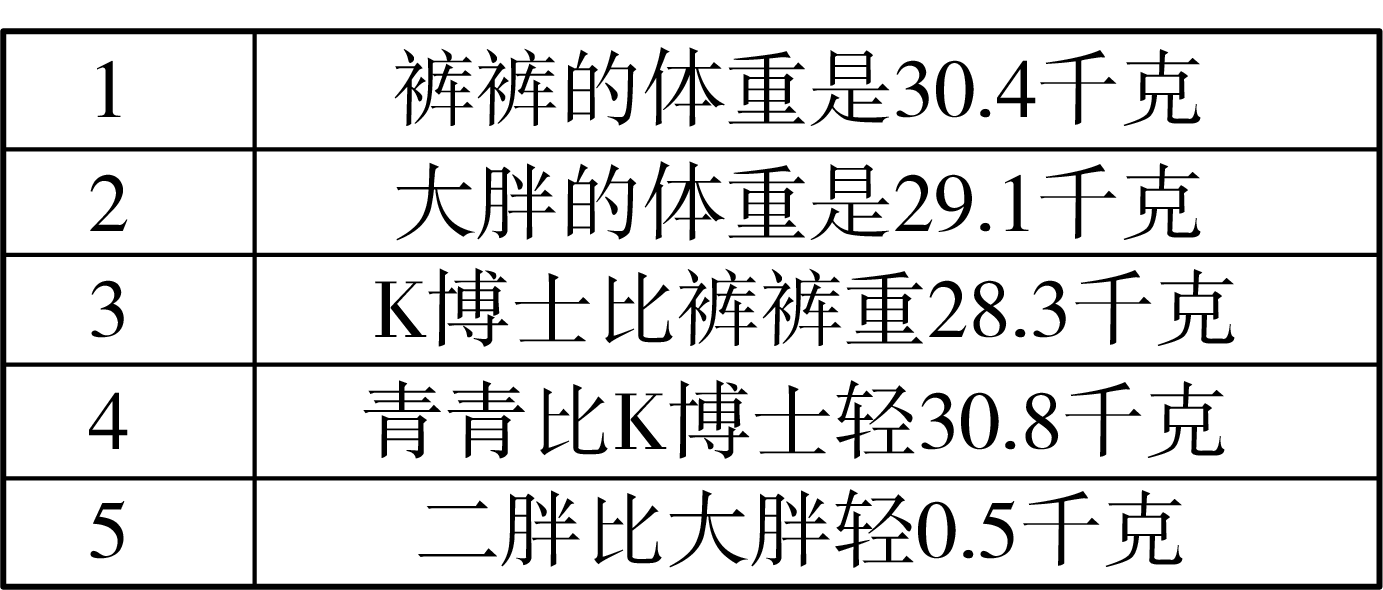 1 裤裤的体重是30.4千克
2 大胖的体重是29.1千克
3 K博士比裤裤重28.3千克
4 青青比K博士轻30.8千克
5 二胖比大胖轻0.5千克